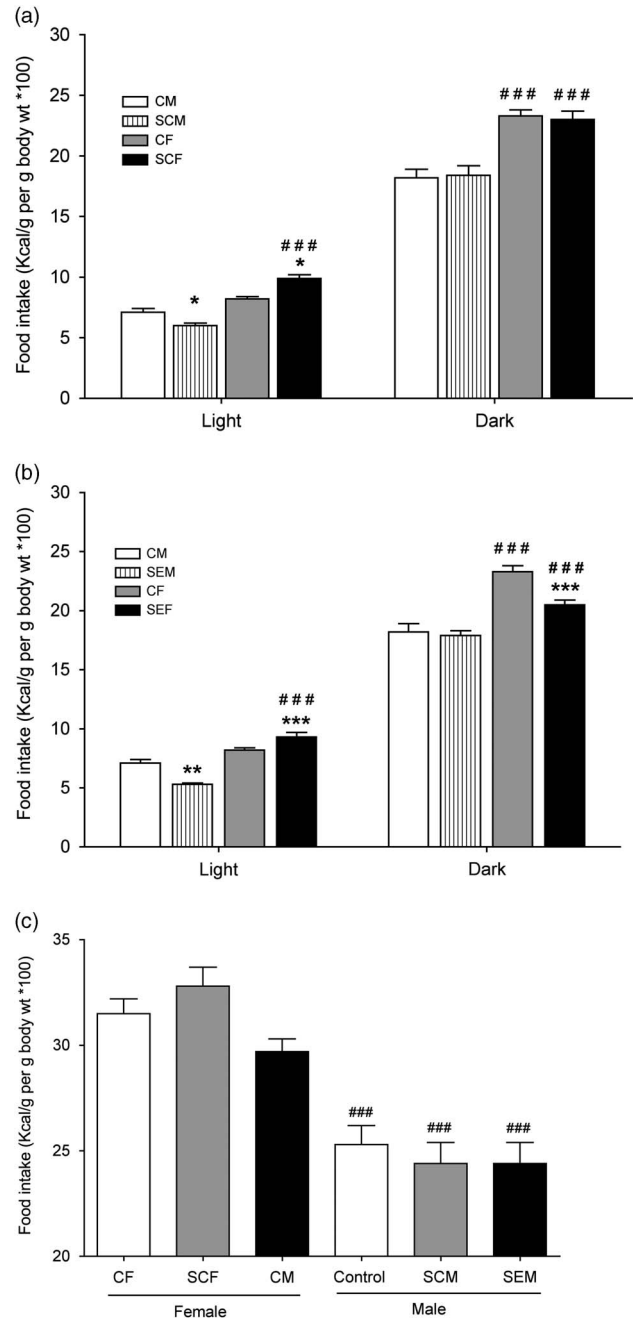 (a)
Food intake (Kcal/g per g body wt *100)
30
25
20
15
10
5
0
CM
SCM
CF
SCF
*
###
*
###
###
Light
Dark
(b)
Food intake (Kcal/g per g body wt *100)
30
25
20
15
10
5
0
CM
SEM
CF
SEF
**
###
***
###
###
***
Light
Dark
(c)
Food intake (Kcal/g per g body wt *100)
35
30
25
20
###
###
###
CF
SCF
CM
Control
SCM
SEM
Female
Male